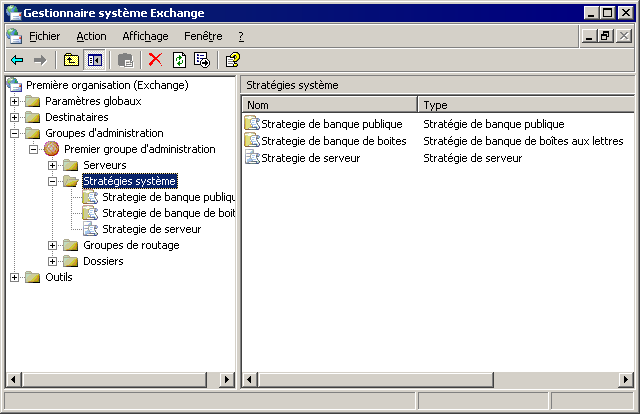 Gestionnaire système Exchange
Fichier Action Affichage Fenêtre ?
Première organisation (Exchange)
Paramètres globaux
Destinataires
Groupes d'administration
Premier groupe d'administration
Serveurs
Stratégies système
Strategie de banque publiqu
Strategie de banque de boit
Strategie de serveur
Groupes de routage
Dossiers
Outils
Stratégies système
Nom Type
Strategie de banque publique Stratégie de banque publique
Strategie de banque de boites Stratégie de banque de boîtes aux lettres
Strategie de serveur Stratégie de serveur